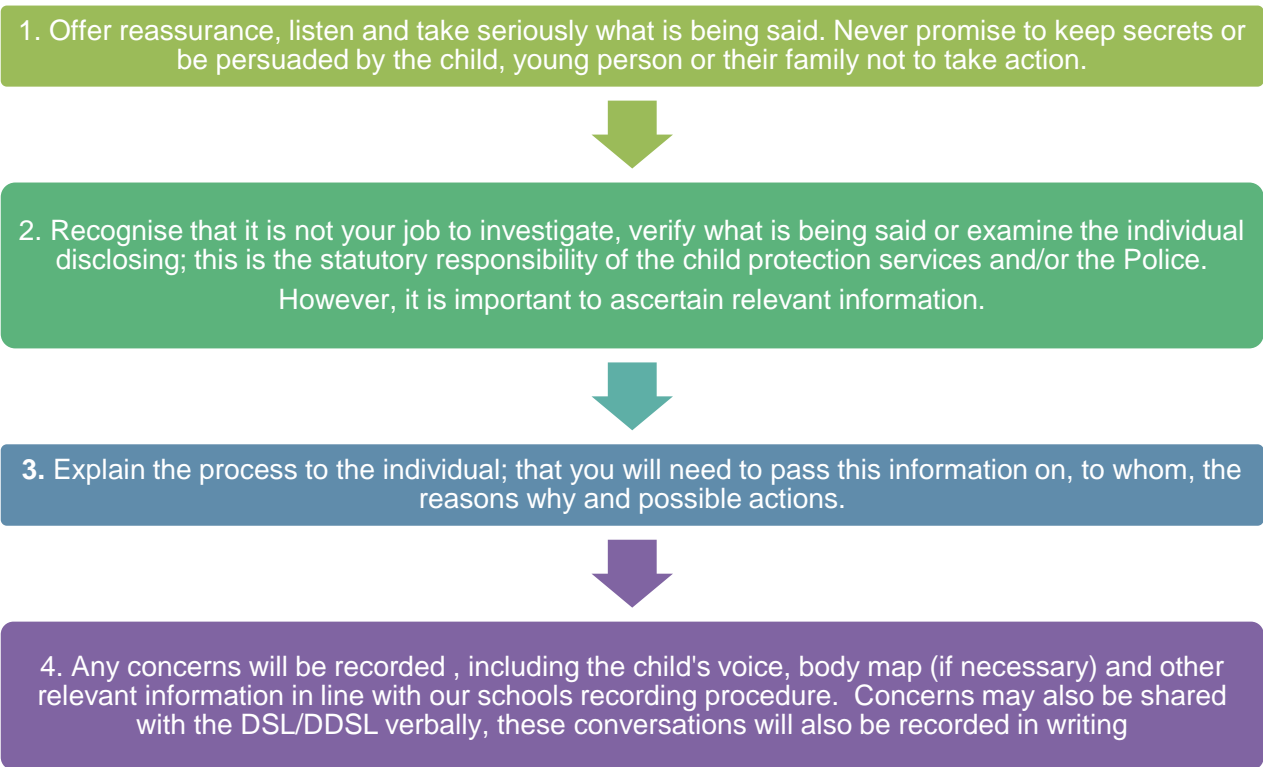 1. Offer reassurance, listen and take seriously what is being said. Never promise to keep secrets or
be persuaded by the child, young person or their family not to take action.
2. Recognise that it is not your job to investigate, verify what is being said or examine the individual
disclosing; this is the statutory responsibility of the child protection services and/or the Police.
However, it is important to ascertain relevant information.
3. Explain the process to the individual; that you will need to pass this information on, to whom, the
reasons why and possible actions.
4. Any concerns will be recorded , including the child's voice, body map (if necessary) and other
relevant information in line with our schools recording procedure.  Concerns may also be shared
with the DSL/DDSL verbally, these conversations will also be recorded in writing